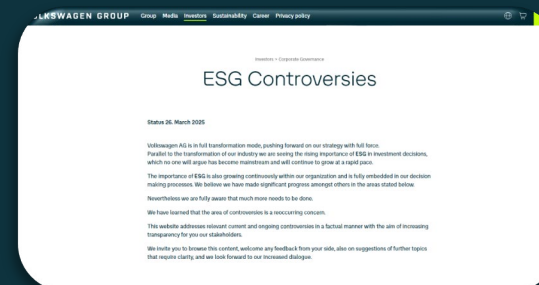 LKSWAGEN GROUP Group Media Investors Sustainability Career Privacy policy
Investors > Corporate Governance
ESG Controversies
Status 26. March 2025
Volkswagen AG is in full transformation mode, pushing forward on our strategy with full force.
Parallel to the transformation of our industry we are seeing the rising importance of ESG in investment decisions,
which no one will argue has become mainstream and will continue to grow at a rapid pace.
The importance of ESG is also growing continuously within our organization and is fully embedded in our decision
making processes. We believe we have made significant progress amongst others in the areas stated below.
Nevertheless we are fully aware that much more needs to be done.
We have learned that the area of controversies is a reoccurring concern.
This website addresses relevant current and ongoing controversies in a factual manner with the aim of increasing
transparency for you our stakeholders.
We invite you to browse this content, welcome any feedback from your side, also on suggestions of further topics
that require clarity, and we look forward to our increased dialogue.